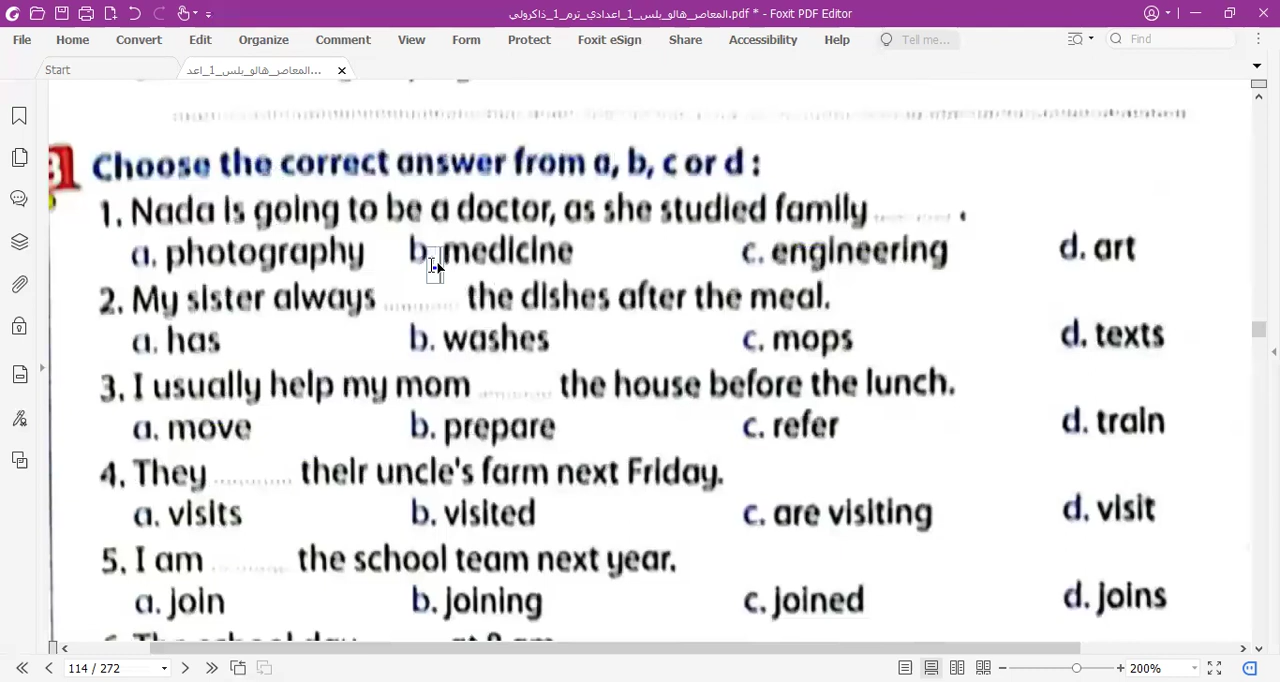 المعاصر_هالو_بلس_1_اعدادي_ترم_1_ذاكرولي.pdf * - Foxit PDF Editor
File Home Convert Edit Organize Comment View Form Protect Foxit eSign Share Accessibility Help Tell me... Find
Start المعاصر_هالو_بلس_1_اعد...
Choose the correct answer from a, b, c or d :
1. Nada is going to be a doctor, as she studied family ........ .
a. photography b. medicine c. engineering d. art
2. My sister always ........ the dishes after the meal.
a. has b. washes c. mops d. texts
3. I usually help my mom ........ the house before the lunch.
a. move b. prepare c. refer d. train
4. They ........ their uncle's farm next Friday.
a. visits b. visited c. are visiting d. visit
5. I am ........ the school team next year.
a. join b. joining c. joined d. joins
114 / 272 200%